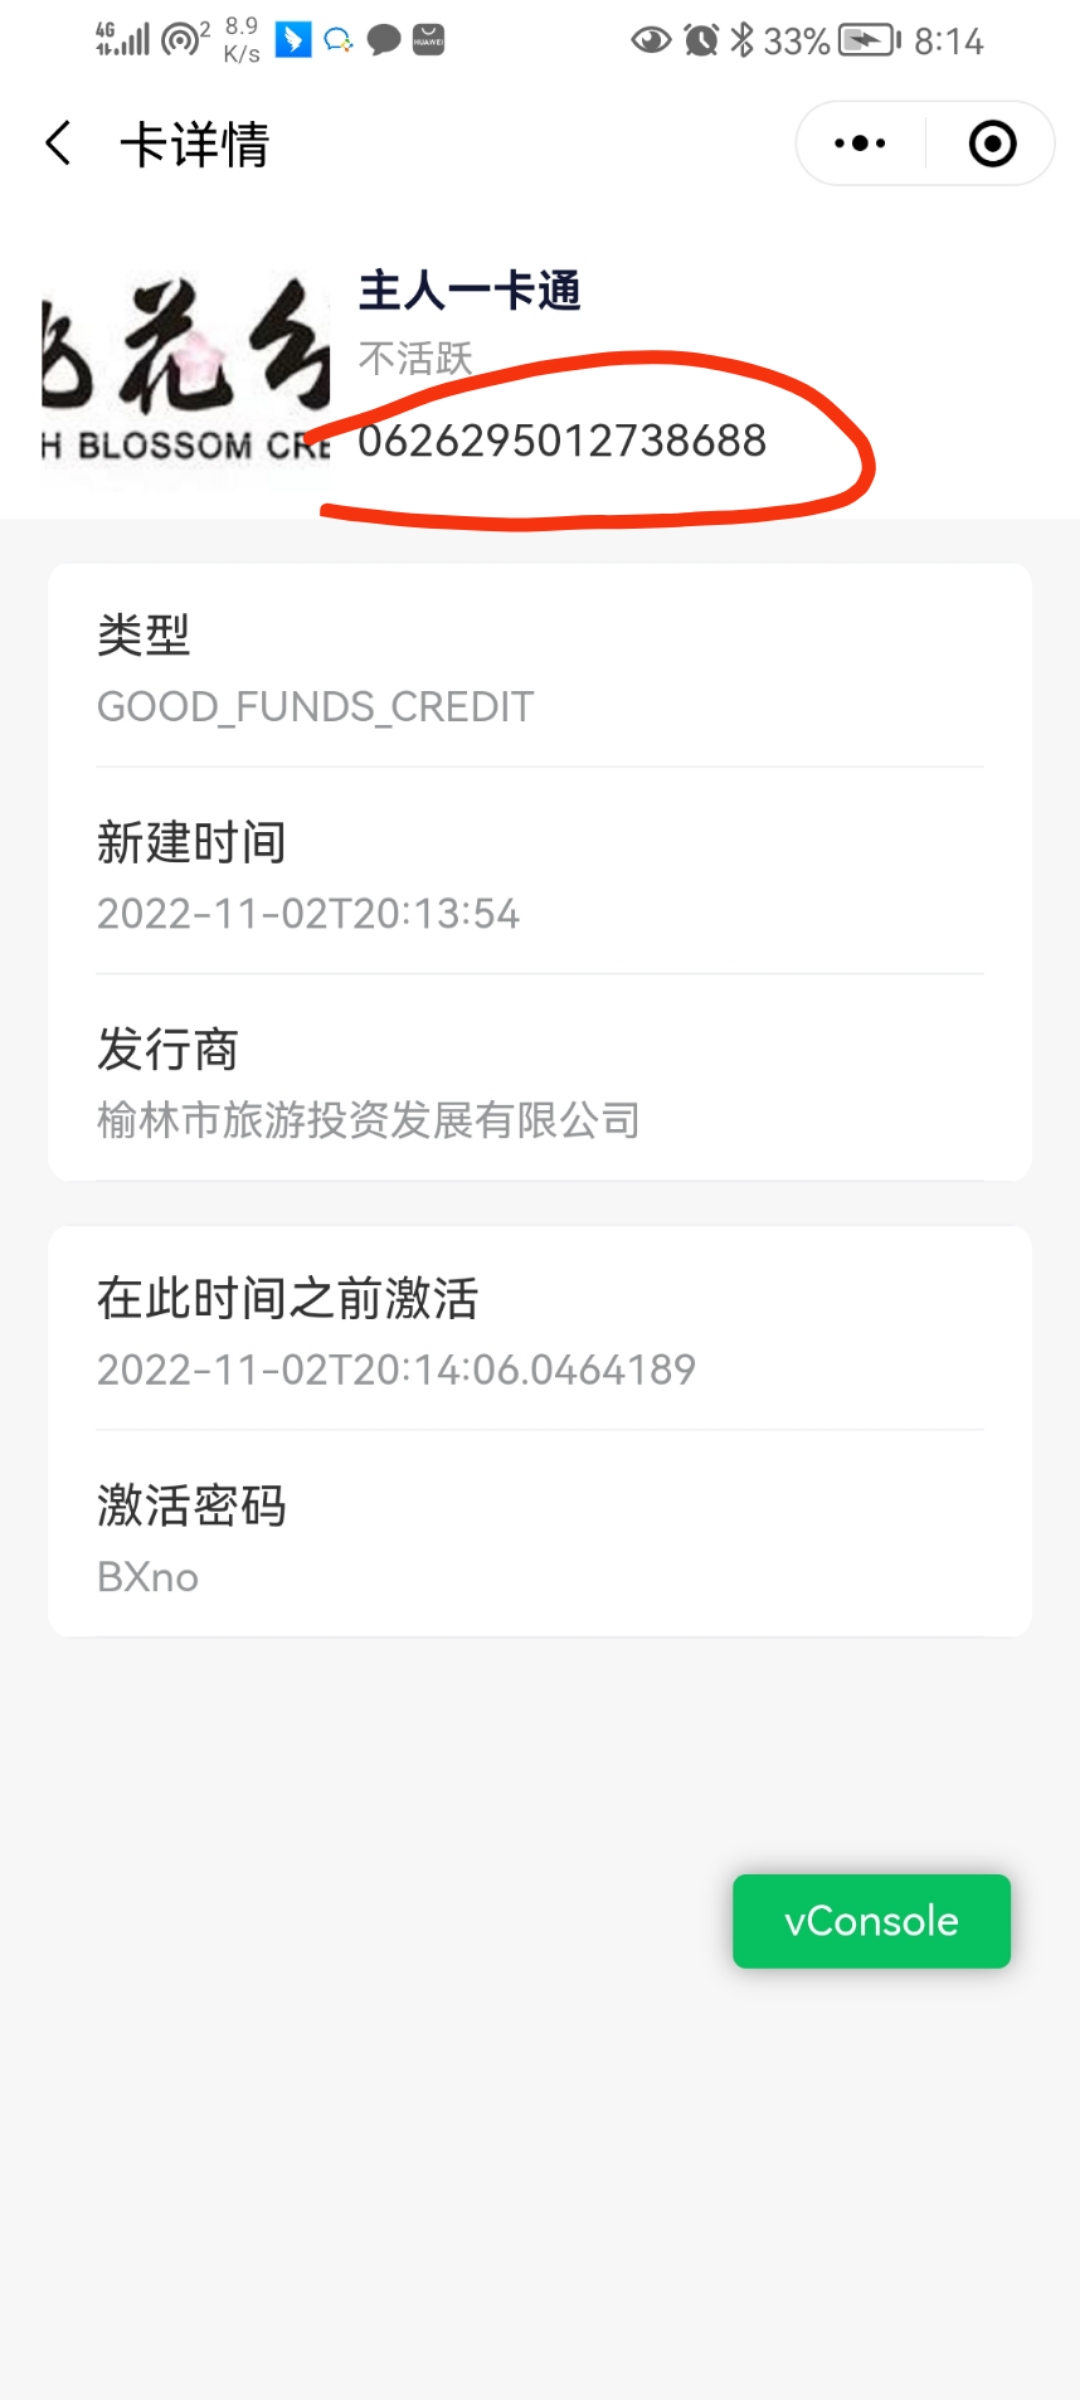 4G 2 8.9 K/s HUAWEI 33% 8:14
卡详情
花
H BLOSSOM CRE
主人一卡通
不活跃
0626295012738688
类型
GOOD_FUNDS_CREDIT
新建时间
2022-11-02T20:13:54
发行商
榆林市旅游投资发展有限公司
在此时间之前激活
2022-11-02T20:14:06.0464189
激活密码
BXno
vConsole